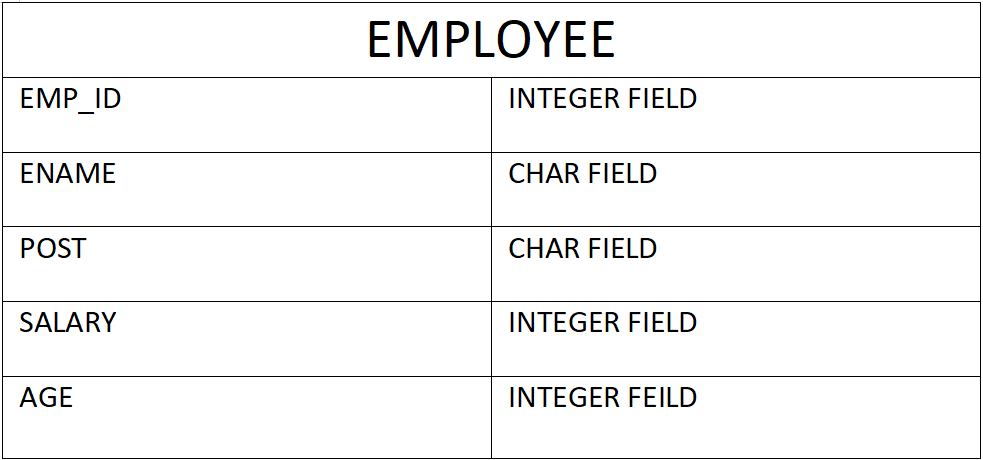 EMPLOYEE
EMP_ID INTEGER FIELD
ENAME CHAR FIELD
POST CHAR FIELD
SALARY INTEGER FIELD
AGE INTEGER FEILD